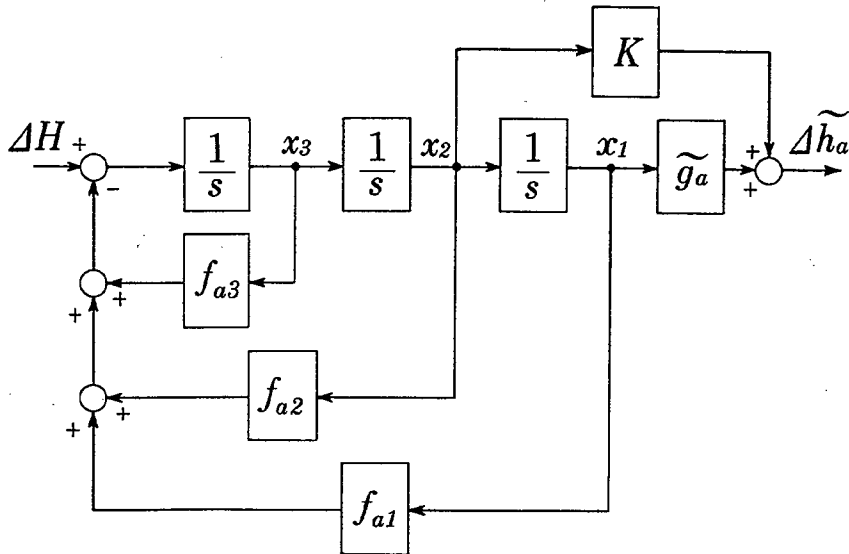 K
ΔH + 1/s x₃ 1/s x₂ 1/s x₁ g̃ₐ + Δh̃ₐ
− +
fₐ₃ +
+
fₐ₂ +
+
fₐ₁